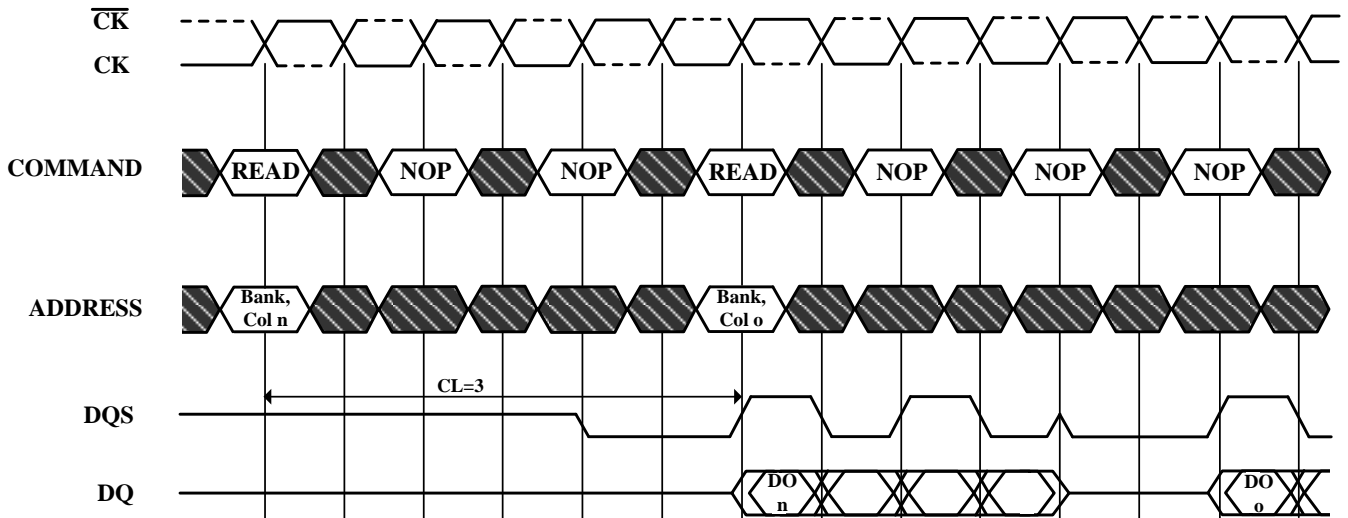 CK
CK
COMMAND
READ NOP NOP READ NOP NOP NOP
ADDRESS
Bank,
Col n
Bank,
Col o
CL=3
DQS
DQ
DO
n
DO
o